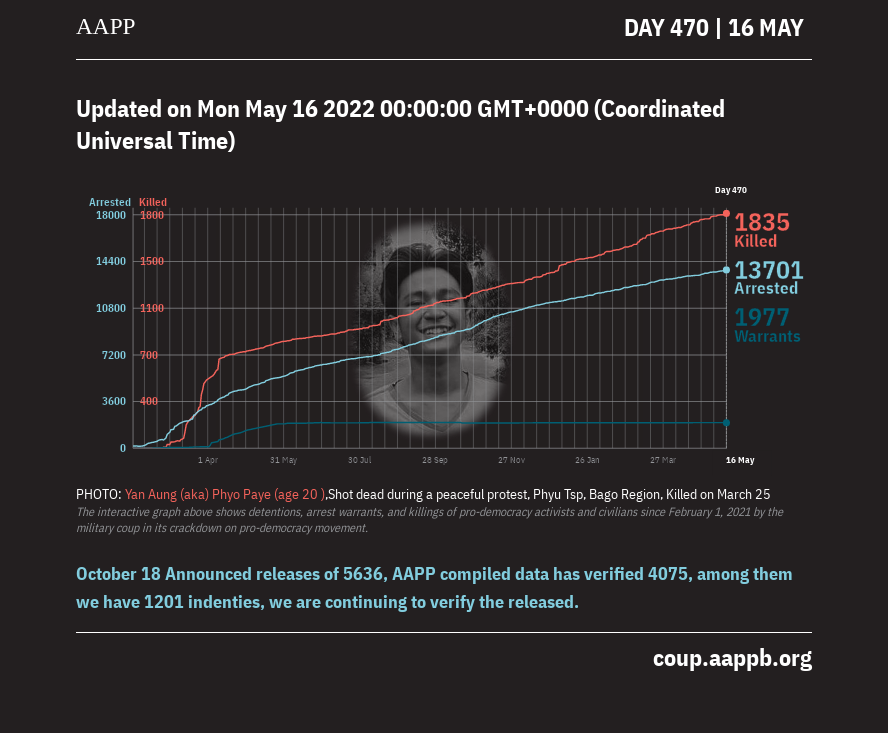 AAPP
DAY 470 | 16 MAY
Updated on Mon May 16 2022 00:00:00 GMT+0000 (Coordinated
Universal Time)
Day 470
Arrested Killed
18000 1800
1835
Killed
14400 1500
13701
Arrested
10800 1100
1977
Warrants
7200 700
3600 400
0
1 Apr 31 May 30 Jul 28 Sep 27 Nov 26 Jan 27 Mar 16 May
PHOTO: Yan Aung (aka) Phyo Paye (age 20 ),Shot dead during a peaceful protest, Phyu Tsp, Bago Region, Killed on March 25
The interactive graph above shows detentions, arrest warrants, and killings of pro-democracy activists and civilians since February 1, 2021 by the
military coup in its crackdown on pro-democracy movement.
October 18 Announced releases of 5636, AAPP compiled data has verified 4075, among them
we have 1201 indenties, we are continuing to verify the released.
coup.aappb.org